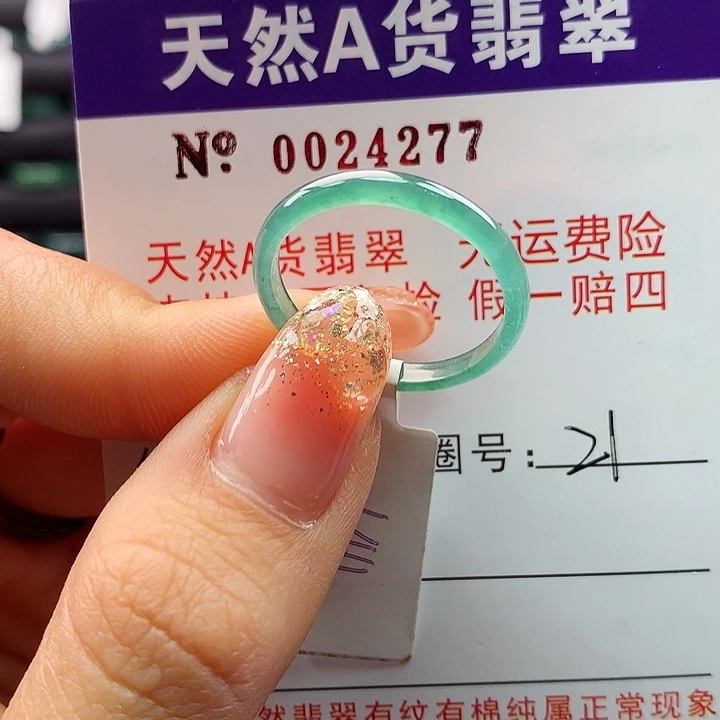 天然A货翡翠
No. 0024277
天然A货翡翠 运费险
检 假一赔四
圈号: 21
然翡翠有纹有棉纯属正常现象